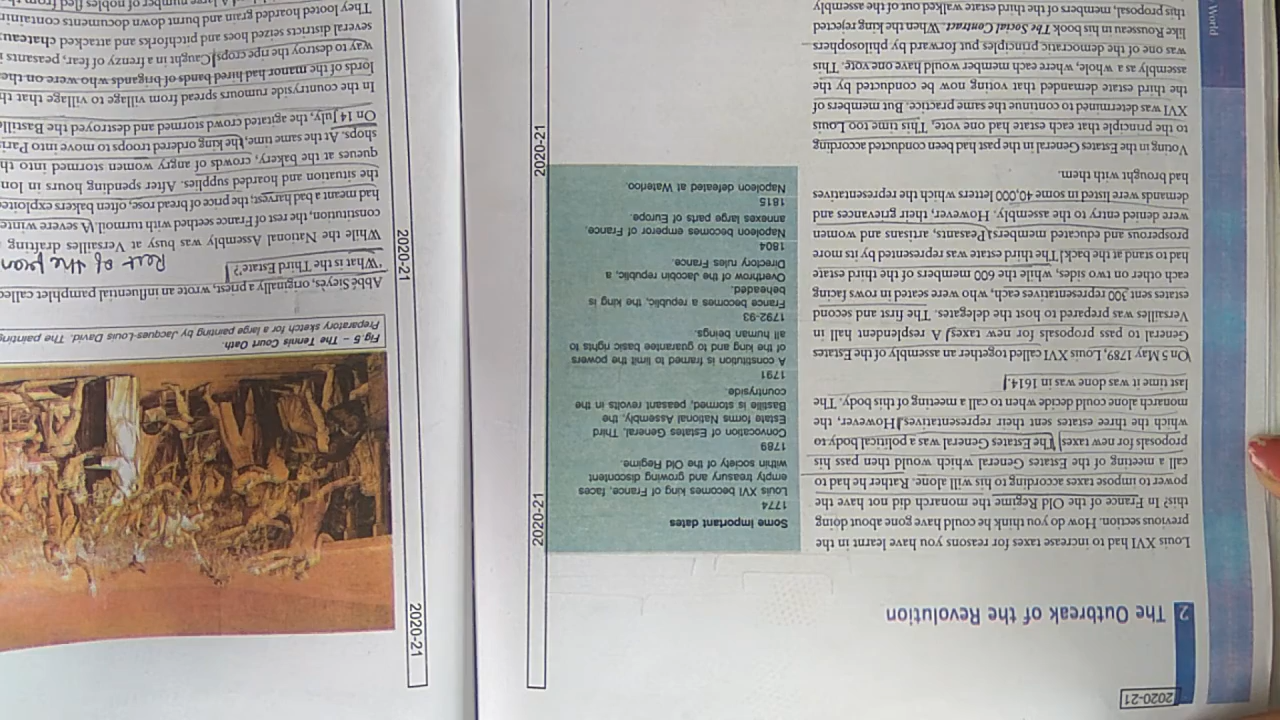 2020-21
2 The Outbreak of the Revolution
Louis XVI had to increase taxes for reasons you have learnt in the
previous section. How do you think he could have gone about doing
this? In France of the Old Regime the monarch did not have the
power to impose taxes according to his will alone. Rather he had to
call a meeting of the Estates General which would then pass his
proposals for new taxes. The Estates General was a political body to
which the three estates sent their representatives. However, the
monarch alone could decide when to call a meeting of this body. The
last time it was done was in 1614.
On 5 May 1789, Louis XVI called together an assembly of the Estates
General to pass proposals for new taxes. A resplendent hall in
Versailles was prepared to host the delegates. The first and second
estates sent 300 representatives each, who were seated in rows facing
each other on two sides, while the 600 members of the third estate
had to stand at the back. The third estate was represented by its more
prosperous and educated members. Peasants, artisans and women
were denied entry to the assembly. However, their grievances and
demands were listed in some 40,000 letters which the representatives
had brought with them.
Voting in the Estates General in the past had been conducted according
to the principle that each estate had one vote. This time too Louis
XVI was determined to continue the same practice. But members of
the third estate demanded that voting now be conducted by the
assembly as a whole, where each member would have one vote. This
was one of the democratic principles put forward by philosophers
like Rousseau in his book The Social Contract. When the king rejected
this proposal, members of the third estate walked out of the assembly
World
Some important dates
1774
Louis XVI becomes king of France, faces
empty treasury and growing discontent
within society of the Old Regime.
1789
Convocation of Estates General, Third
Estate forms National Assembly, the
Bastille is stormed, peasant revolts in the
countryside.
1791
A constitution is framed to limit the powers
of the king and to guarantee basic rights to
all human beings.
1792-93
France becomes a republic, the king is
beheaded.
Overthrow of the Jacobin republic, a
Directory rules France.
1804
Napoleon becomes emperor of France,
annexes large parts of Europe.
1815
Napoleon defeated at Waterloo.
2020-21
2020-21
2020-21
2020-21
Fig.5 – The Tennis Court Oath.
Preparatory sketch for a large painting by Jacques-Louis David. The painting
Abbé Sieyès, originally a priest, wrote an influential pamphlet called
'What is the Third Estate'?
Rest of the
While the National Assembly was busy at Versailles drafting
constitution, the rest of France seethed with turmoil. A severe winte
had meant a bad harvest; the price of bread rose, often bakers exploite
the situation and hoarded supplies. After spending hours in lon
queues at the bakery, crowds of angry women stormed into th
shops. At the same time, the king ordered troops to move into Paris
On 14 July, the agitated crowd stormed and destroyed the Bastille
In the countryside rumours spread from village to village that th
lords of the manor had hired bands of brigands who were on the
way to destroy the ripe crops. Caught in a frenzy of fear, peasants i
several districts seized hoes and pitchforks and attacked chateau
They looted hoarded grain and burnt down documents containin
large number of nobles fled from